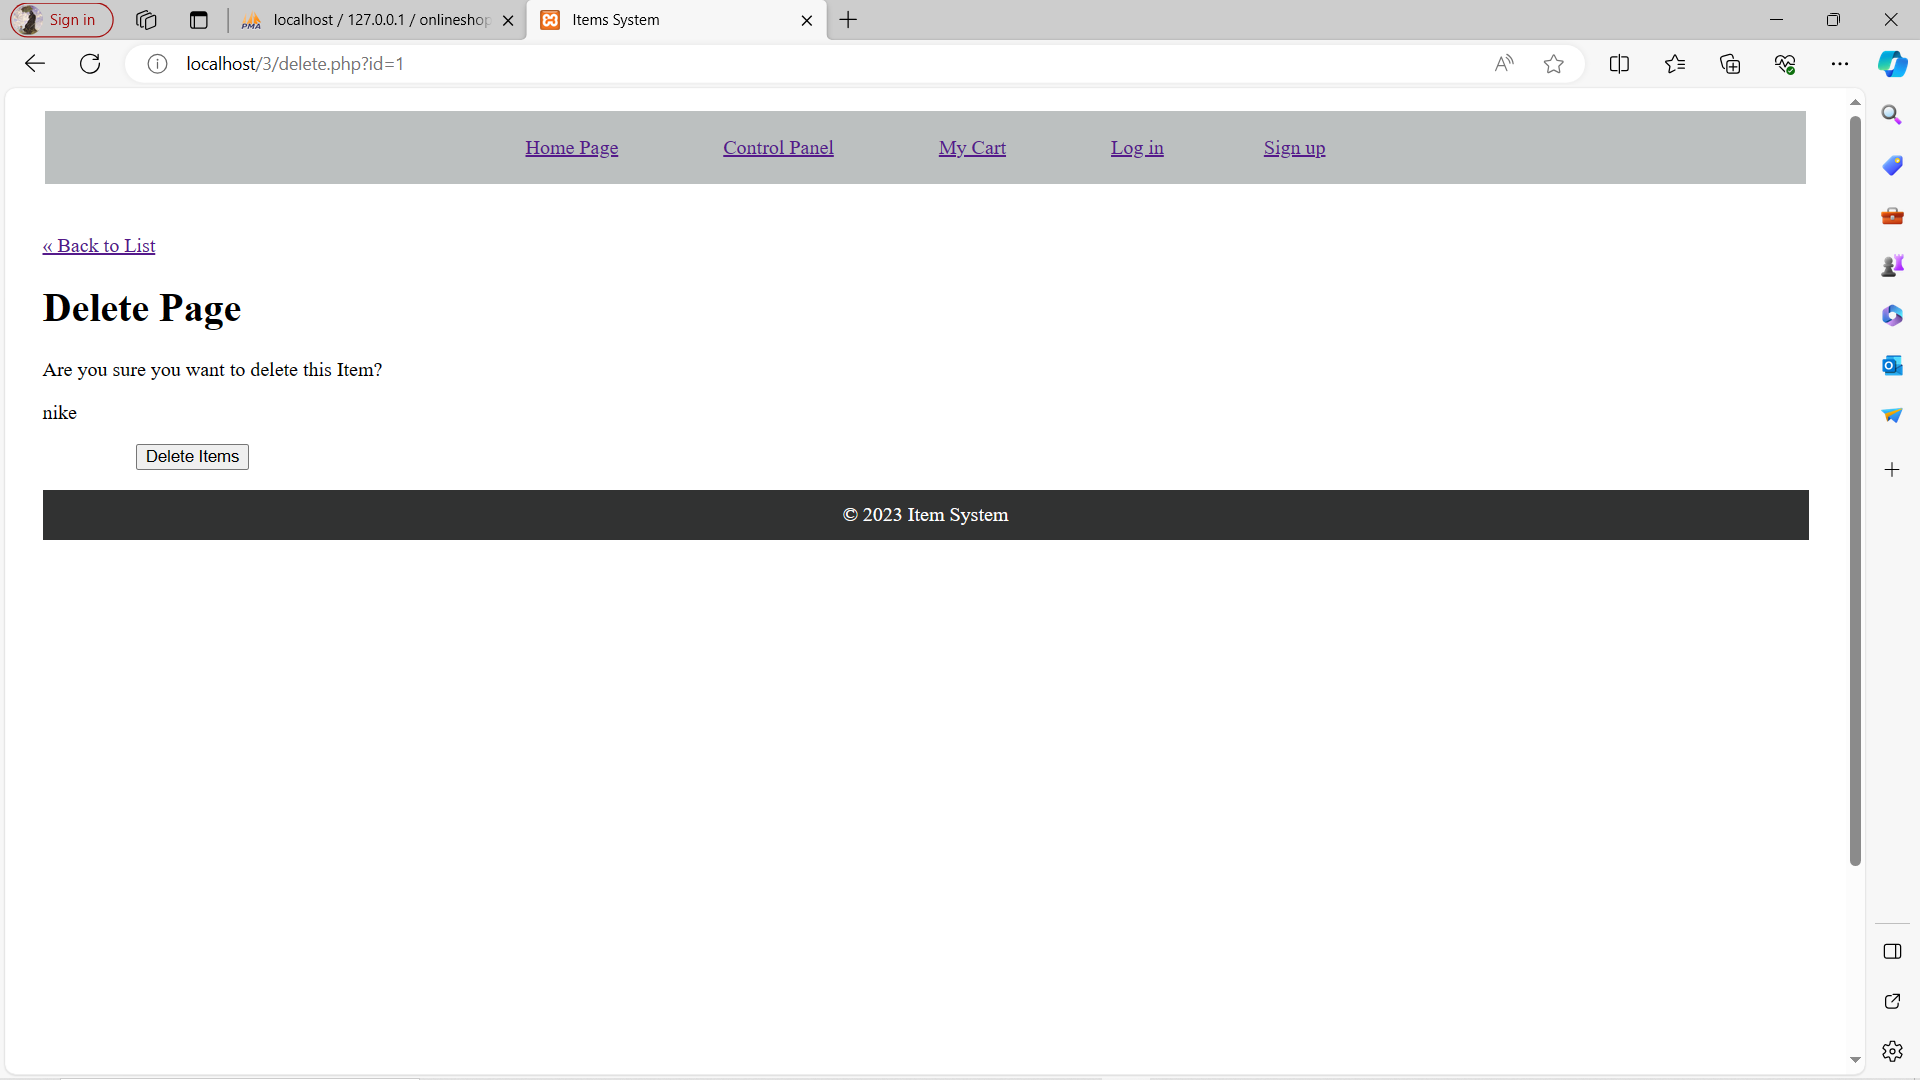 Sign in
PMA
localhost / 127.0.0.1 / onlineshop
Items System
localhost/3/delete.php?id=1
Home Page Control Panel My Cart Log in Sign up
« Back to List
Delete Page
Are you sure you want to delete this Item?
nike
Delete Items
© 2023 Item System